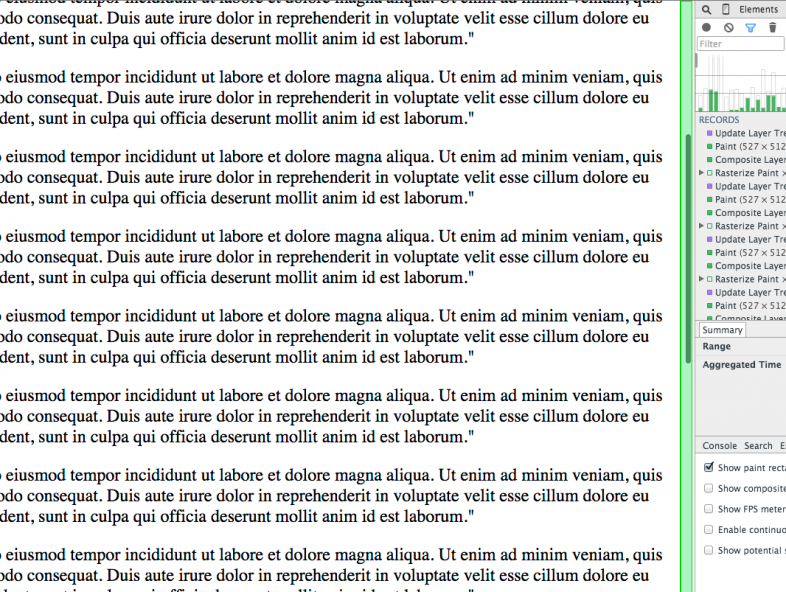 eiusmod tempor incididunt ut labore et dolore magna aliqua. Ut enim ad minim veniam, quis
odo consequat. Duis aute irure dolor in reprehenderit in voluptate velit esse cillum dolore eu
dent, sunt in culpa qui officia deserunt mollit anim id est laborum."
eiusmod tempor incididunt ut labore et dolore magna aliqua. Ut enim ad minim veniam, quis
odo consequat. Duis aute irure dolor in reprehenderit in voluptate velit esse cillum dolore eu
dent, sunt in culpa qui officia deserunt mollit anim id est laborum."
eiusmod tempor incididunt ut labore et dolore magna aliqua. Ut enim ad minim veniam, quis
odo consequat. Duis aute irure dolor in reprehenderit in voluptate velit esse cillum dolore eu
dent, sunt in culpa qui officia deserunt mollit anim id est laborum."
eiusmod tempor incididunt ut labore et dolore magna aliqua. Ut enim ad minim veniam, quis
odo consequat. Duis aute irure dolor in reprehenderit in voluptate velit esse cillum dolore eu
dent, sunt in culpa qui officia deserunt mollit anim id est laborum."
eiusmod tempor incididunt ut labore et dolore magna aliqua. Ut enim ad minim veniam, quis
odo consequat. Duis aute irure dolor in reprehenderit in voluptate velit esse cillum dolore eu
dent, sunt in culpa qui officia deserunt mollit anim id est laborum."
eiusmod tempor incididunt ut labore et dolore magna aliqua. Ut enim ad minim veniam, quis
odo consequat. Duis aute irure dolor in reprehenderit in voluptate velit esse cillum dolore eu
dent, sunt in culpa qui officia deserunt mollit anim id est laborum."
eiusmod tempor incididunt ut labore et dolore magna aliqua. Ut enim ad minim veniam, quis
odo consequat. Duis aute irure dolor in reprehenderit in voluptate velit esse cillum dolore eu
dent, sunt in culpa qui officia deserunt mollit anim id est laborum."
eiusmod tempor incididunt ut labore et dolore magna aliqua. Ut enim ad minim veniam, quis
odo consequat. Duis aute irure dolor in reprehenderit in voluptate velit esse cillum dolore eu
Elements
Filter
RECORDS
Update Layer Tre
Paint (527 × 512
Composite Layer
Rasterize Paint ×
Update Layer Tre
Paint (527 × 512
Composite Layer
Rasterize Paint ×
Update Layer Tre
Paint (527 × 512
Composite Layer
Rasterize Paint ×
Update Layer Tre
Paint (527 × 512
Composite Layer
Summary
Range
Aggregated Time
Console Search E
Show paint recta
Show composite
Show FPS meter
Enable continuo
Show potential s